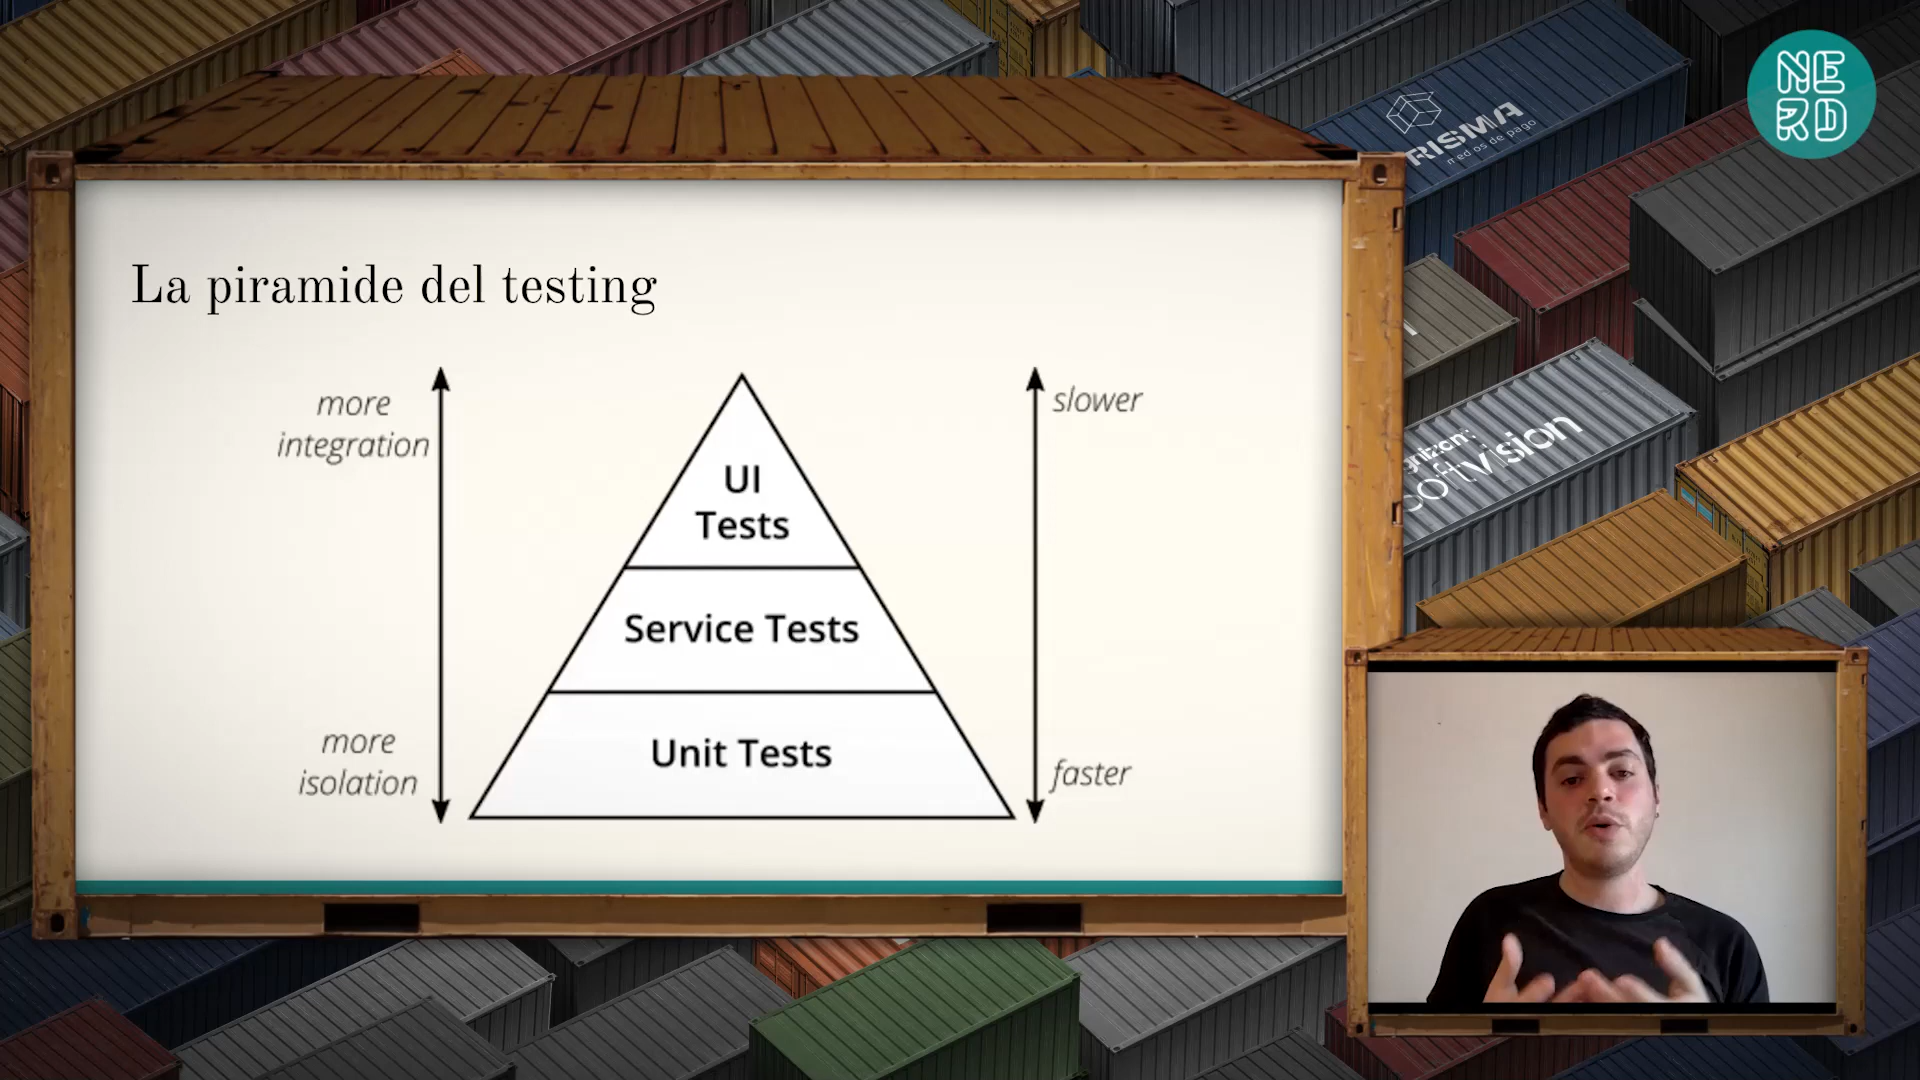 NE
RD
RISMA
medios de pago
La piramide del testing
more
integration
slower
UI
Tests
Service Tests
Unit Tests
more
isolation
faster
gnizant
softvision